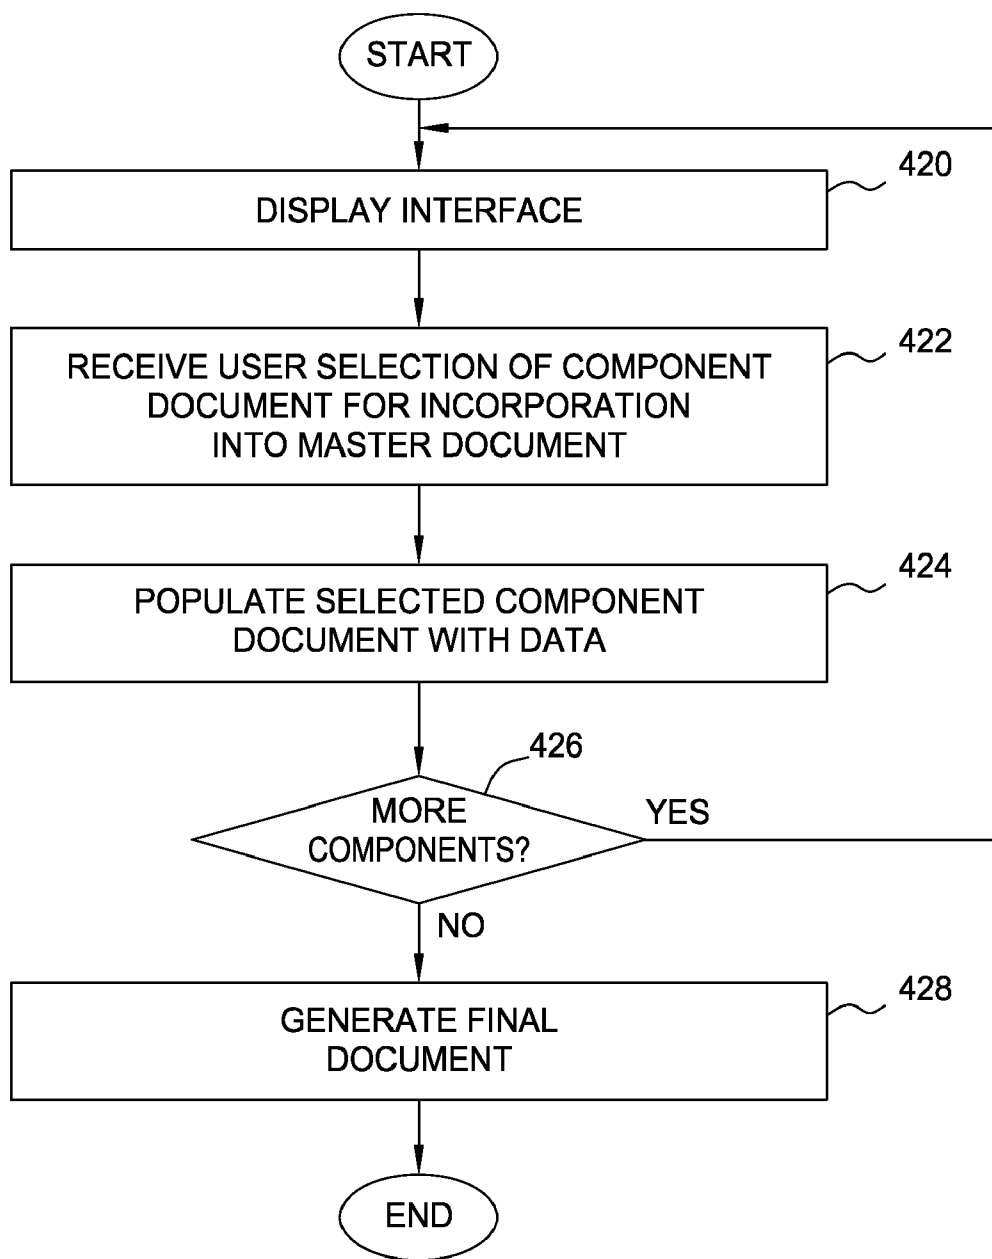 START
420
DISPLAY INTERFACE
422
RECEIVE USER SELECTION OF COMPONENT
DOCUMENT FOR INCORPORATION
INTO MASTER DOCUMENT
424
POPULATE SELECTED COMPONENT
DOCUMENT WITH DATA
426
MORE
COMPONENTS?
YES
NO
428
GENERATE FINAL
DOCUMENT
END